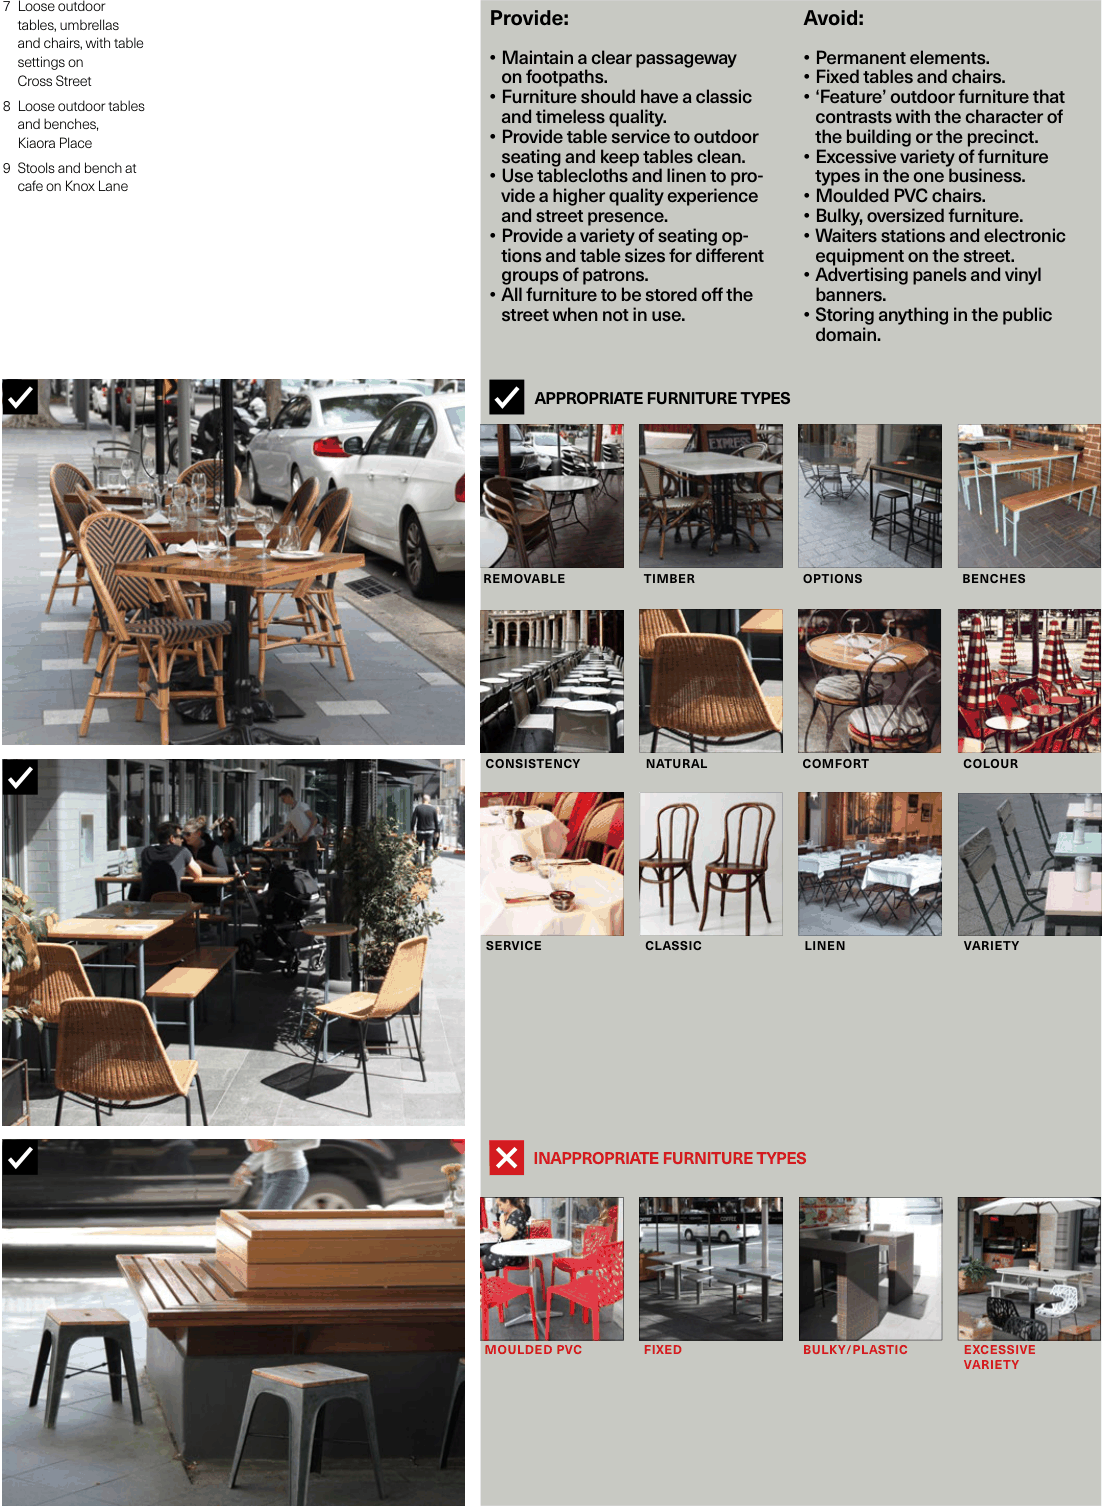 7 Loose outdoor
tables, umbrellas
and chairs, with table
settings on
Cross Street
8 Loose outdoor tables
and benches,
Kiaora Place
9 Stools and bench at
cafe on Knox Lane
Provide:
• Maintain a clear passageway
on footpaths.
• Furniture should have a classic
and timeless quality.
• Provide table service to outdoor
seating and keep tables clean.
• Use tablecloths and linen to pro-
vide a higher quality experience
and street presence.
• Provide a variety of seating op-
tions and table sizes for different
groups of patrons.
• All furniture to be stored off the
street when not in use.
Avoid:
• Permanent elements.
• Fixed tables and chairs.
• ‘Feature’ outdoor furniture that
contrasts with the character of
the building or the precinct.
• Excessive variety of furniture
types in the one business.
• Moulded PVC chairs.
• Bulky, oversized furniture.
• Waiters stations and electronic
equipment on the street.
• Advertising panels and vinyl
banners.
• Storing anything in the public
domain.
APPROPRIATE FURNITURE TYPES
EXPRESS
REMOVABLE
TIMBER
OPTIONS
BENCHES
CONSISTENCY
NATURAL
COMFORT
COLOUR
SERVICE
CLASSIC
LINEN
VARIETY
INAPPROPRIATE FURNITURE TYPES
COFFEE
MOULDED PVC
FIXED
BULKY/PLASTIC
EXCESSIVE
VARIETY